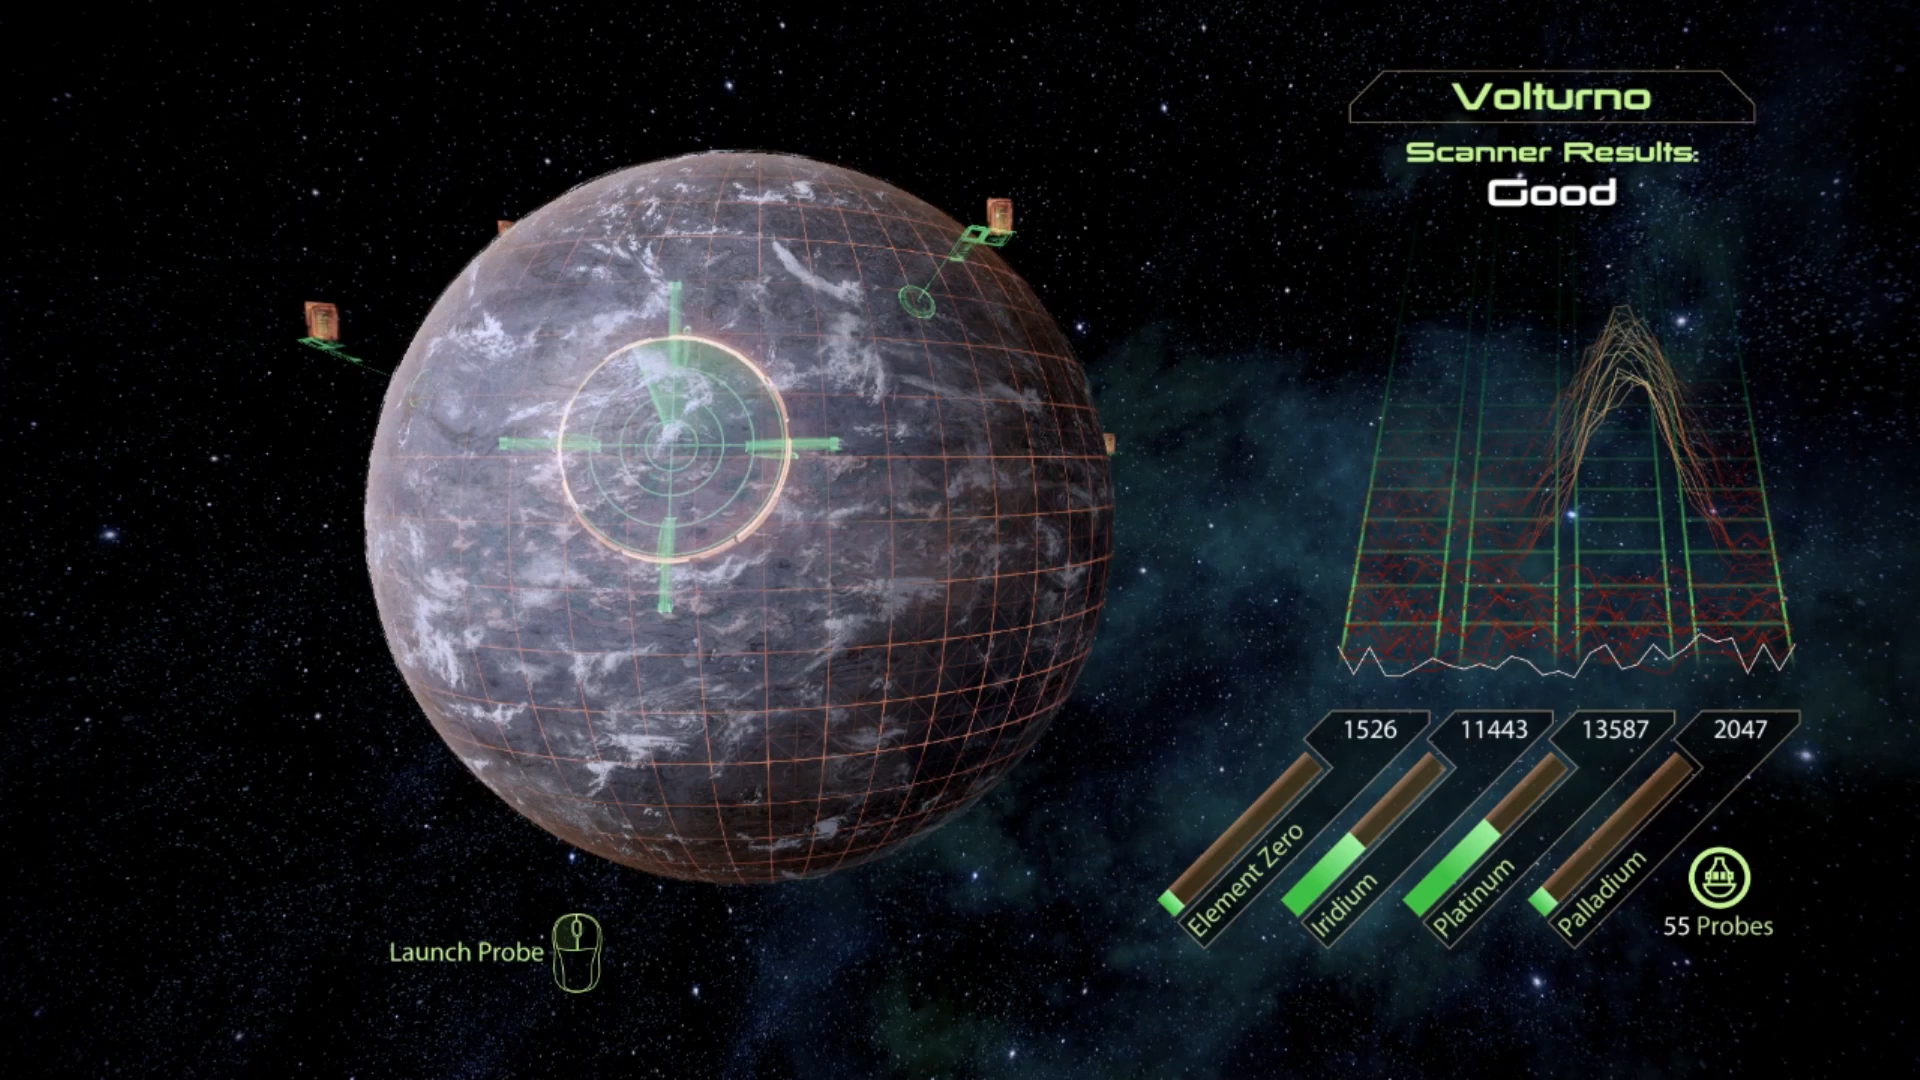 Volturno
Scanner Results:
Good
1526
11443
13587
2047
Element Zero
Iridium
Platinum
Palladium
55 Probes
Launch Probe